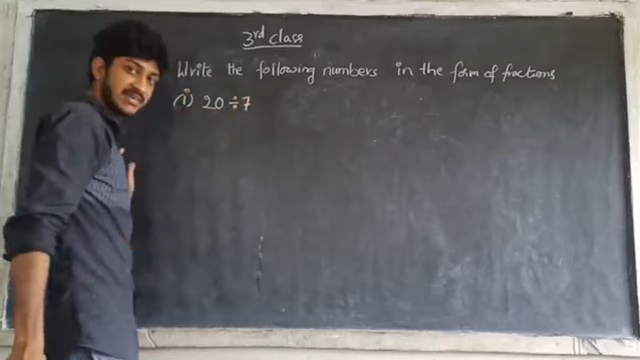 3rd class
Write the following numbers in the form of fractions
(i) 20÷7